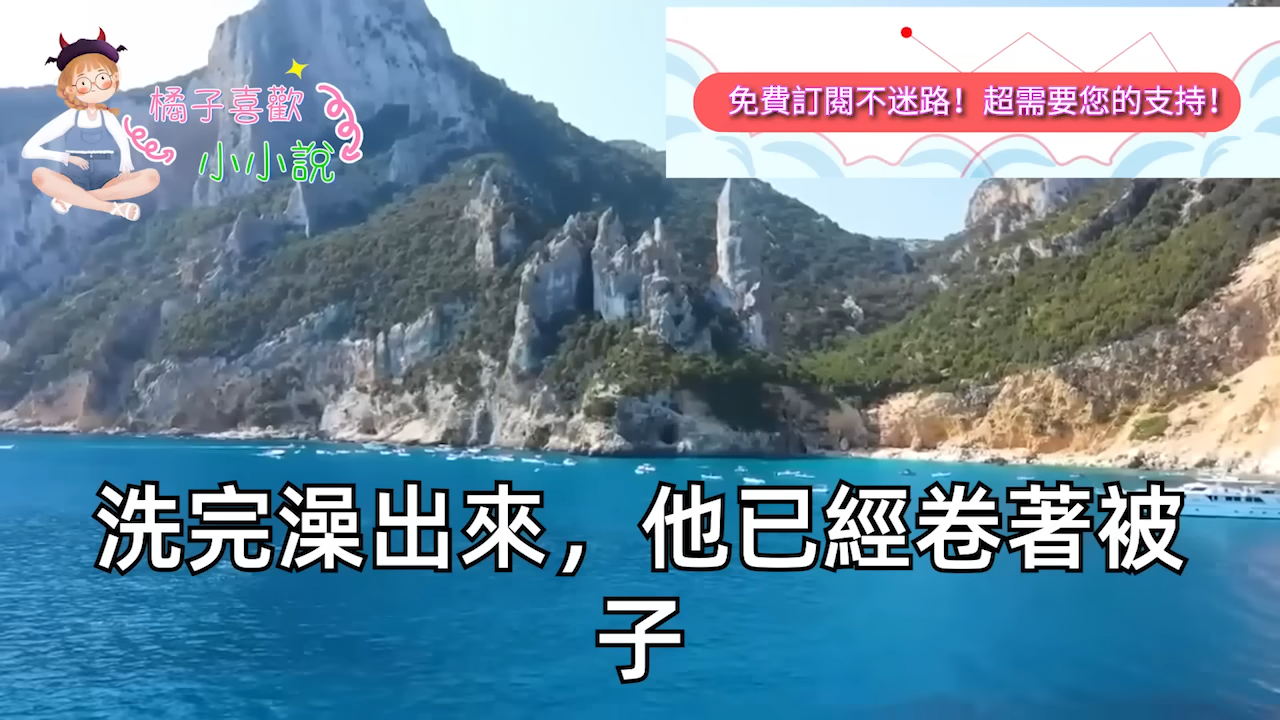 橘子喜歡
小小說
免費訂閱不迷路！超需要您的支持！
洗完澡出來，他已經卷著被
子